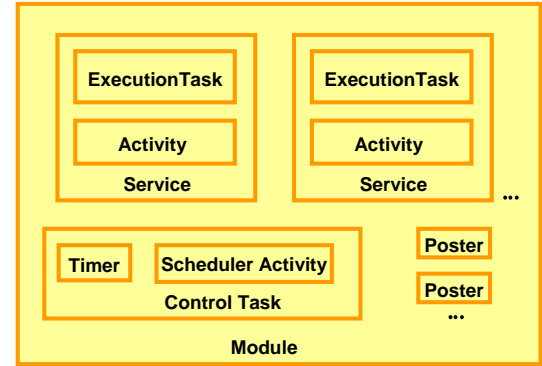 ExecutionTask
Activity
Service
ExecutionTask
Activity
Service
...
Timer
Scheduler Activity
Control Task
Poster
Poster
...
Module